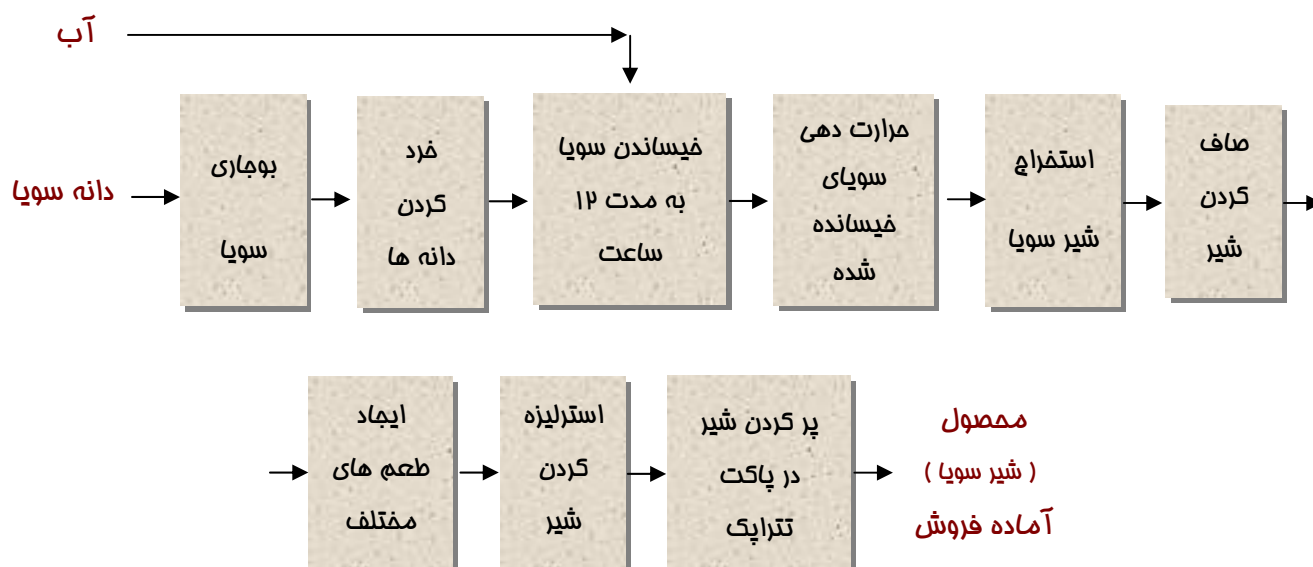 آب
دانه سویا
بوجاری
سویا
خرد
کردن
دانه ها
خیساندن سویا
به مدت ۱۲
ساعت
حرارت دهی
سویای
خیسانده
شده
استخراج
شیر سویا
صاف
کردن
شیر
ایجاد
طعم های
مختلف
استرلیزه
کردن
شیر
پر کردن شیر
در پاکت
تتراپک
محصول
( شیر سویا )
آماده فروش